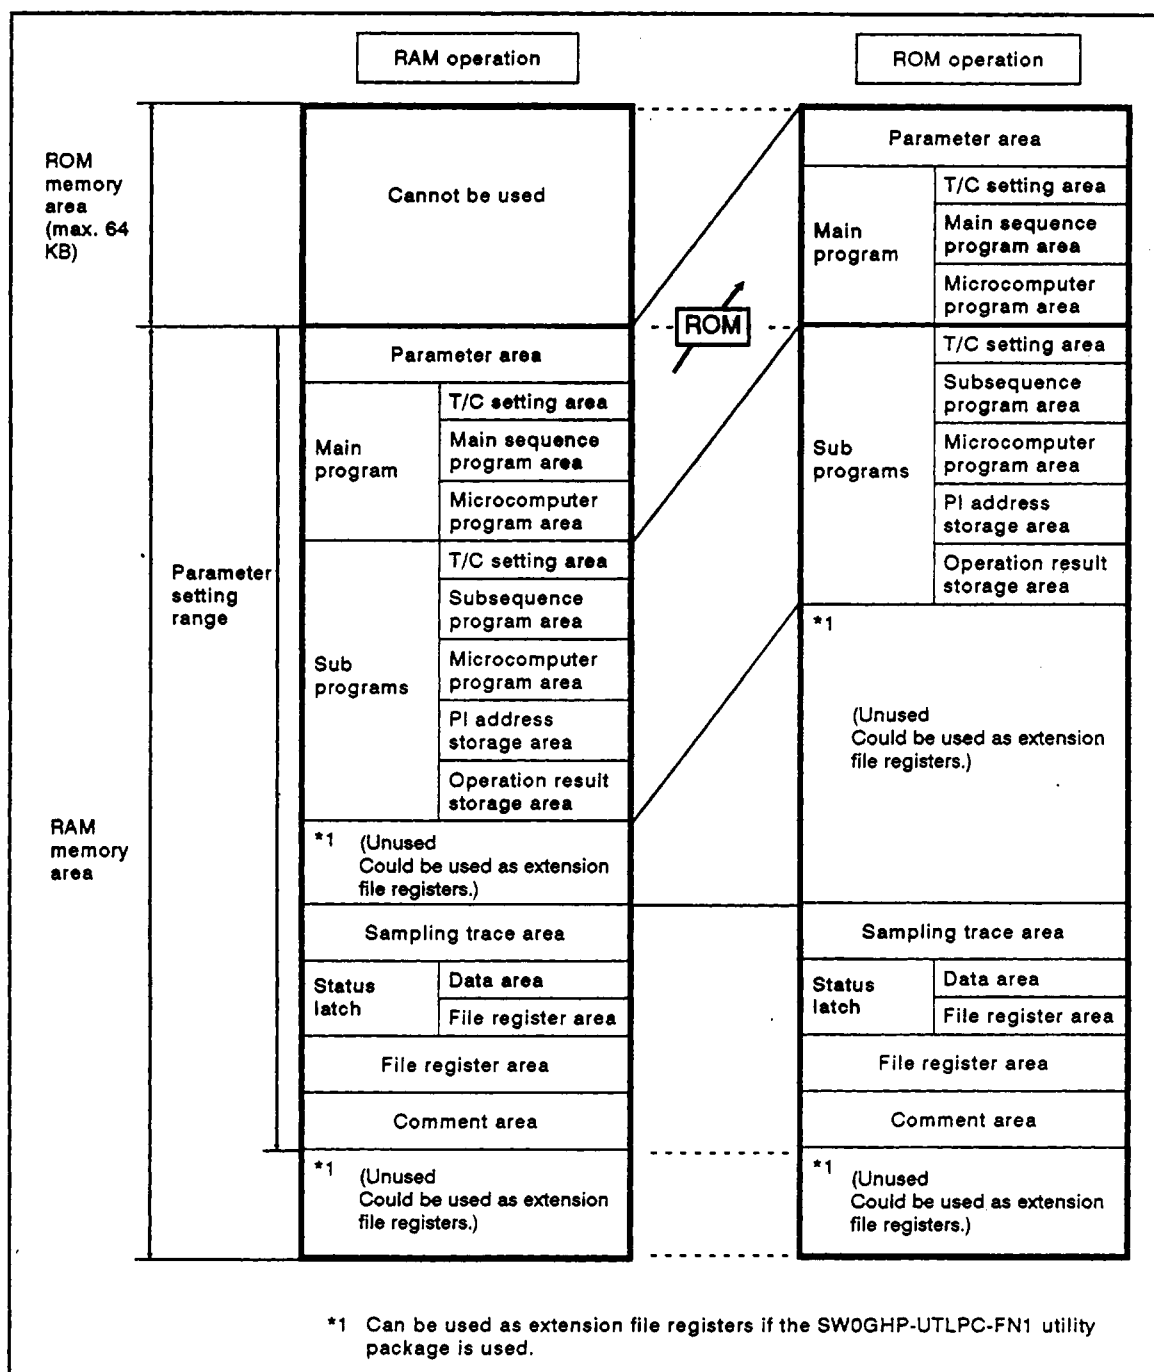 RAM operation
ROM operation
ROM
memory
area
(max. 64
KB)
Cannot be used
Parameter area
Main
program
T/C setting area
Main sequence
program area
Microcomputer
program area
ROM
Parameter
setting
range
RAM
memory
area
Parameter area
Main
program
T/C setting area
Main sequence
program area
Microcomputer
program area
Sub
programs
T/C setting area
Subsequence
program area
Microcomputer
program area
PI address
storage area
Operation result
storage area
*1 (Unused
Could be used as extension
file registers.)
Sampling trace area
Status
latch
Data area
File register area
File register area
Comment area
*1 (Unused
Could be used as extension
file registers.)
Sub
programs
T/C setting area
Subsequence
program area
Microcomputer
program area
PI address
storage area
Operation result
storage area
*1
(Unused
Could be used as extension
file registers.)
Sampling trace area
Status
latch
Data area
File register area
File register area
Comment area
*1 (Unused
Could be used as extension
file registers.)
*1 Can be used as extension file registers if the SW0GHP-UTLPC-FN1 utility
package is used.